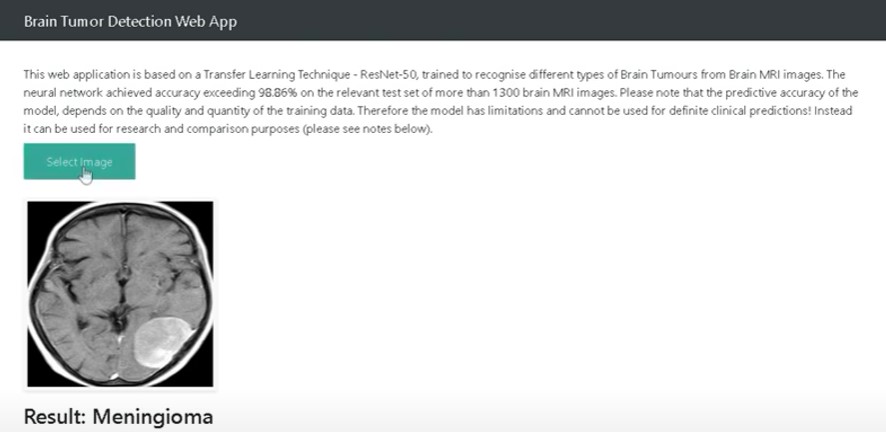 Brain Tumor Detection Web App
This web application is based on a Transfer Learning Technique - ResNet-50, trained to recognise different types of Brain Tumours from Brain MRI images. The
neural network achieved accuracy exceeding 98.86% on the relevant test set of more than 1300 brain MRI images. Please note that the predictive accuracy of the
model, depends on the quality and quantity of the training data. Therefore the model has limitations and cannot be used for definite clinical predictions! Instead
it can be used for research and comparison purposes (please see notes below).
Select Image
Result: Meningioma